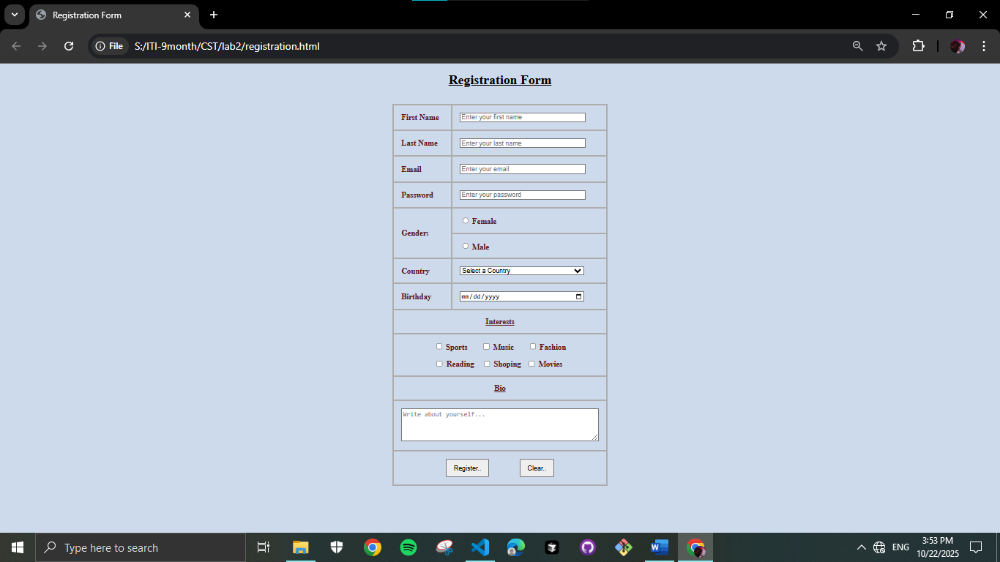 Registration Form
File S:/ITI-9month/CST/lab2/registration.html
Registration Form
First Name Enter your first name
Last Name Enter your last name
Email Enter your email
Password Enter your password
Gender:
Female
Male
Country Select a Country
Birthday mm/dd/yyyy
Interests
Sports Music Fashion
Reading Shoping Movies
Bio
Write about yourself...
Register.. Clear..
Type here to search
ENG
3:53 PM
10/22/2025